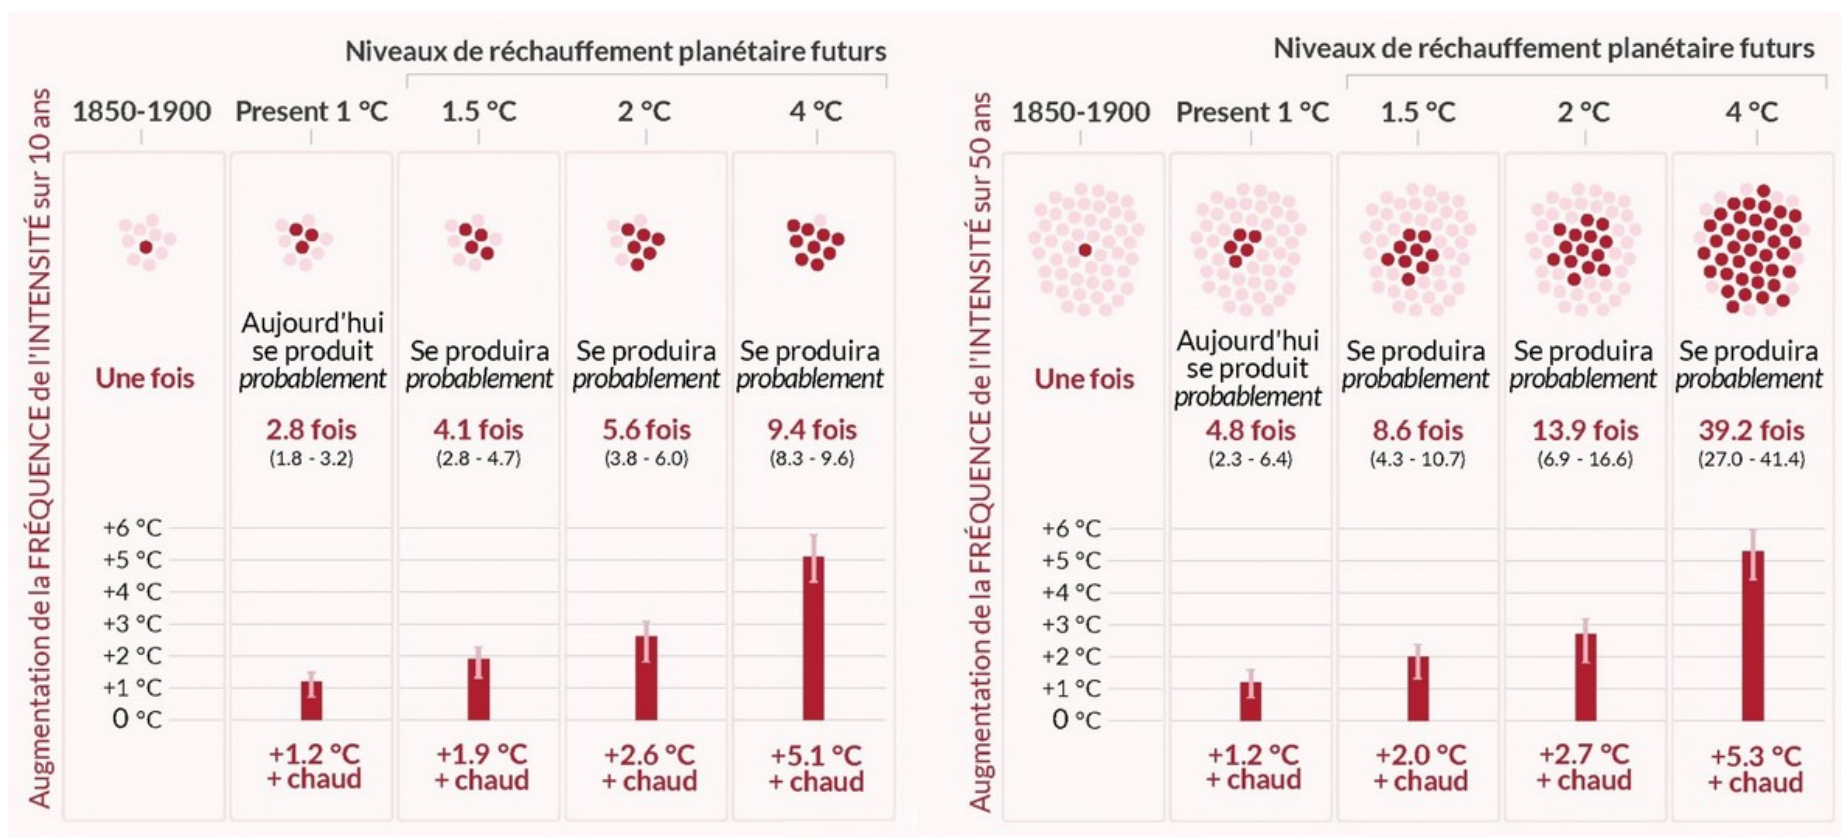 Niveaux de réchauffement planétaire futurs
1850-1900
Present 1 °C
1.5 °C
2 °C
4 °C
Augmentation de la FRÉQUENCE de l'INTENSITÉ sur 10 ans
Une fois
Aujourd'hui
se produit
probablement
2.8 fois
(1.8 - 3.2)
Se produira
probablement
4.1 fois
(2.8 - 4.7)
Se produira
probablement
5.6 fois
(3.8 - 6.0)
Se produira
probablement
9.4 fois
(8.3 - 9.6)
+6 °C
+5 °C
+4 °C
+3 °C
+2 °C
+1 °C
0 °C
+1.2 °C
+ chaud
+1.9 °C
+ chaud
+2.6 °C
+ chaud
+5.1 °C
+ chaud
Niveaux de réchauffement planétaire futurs
1850-1900
Present 1 °C
1.5 °C
2 °C
4 °C
Augmentation de la FRÉQUENCE de l'INTENSITÉ sur 50 ans
Une fois
Aujourd'hui
se produit
probablement
4.8 fois
(2.3 - 6.4)
Se produira
probablement
8.6 fois
(4.3 - 10.7)
Se produira
probablement
13.9 fois
(6.9 - 16.6)
Se produira
probablement
39.2 fois
(27.0 - 41.4)
+6 °C
+5 °C
+4 °C
+3 °C
+2 °C
+1 °C
0 °C
+1.2 °C
+ chaud
+2.0 °C
+ chaud
+2.7 °C
+ chaud
+5.3 °C
+ chaud